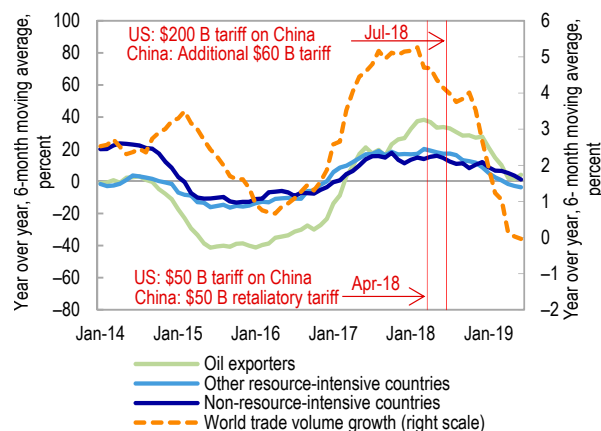 Year over year, 6-month moving average,
percent
100
80
60
40
20
0
−20
−40
−60
−80
US: $200 B tariff on China
China: Additional $60 B tariff
Jul-18
US: $50 B tariff on China
China: $50 B retaliatory tariff
Apr-18
6
5
4
3
2
1
0
−1
−2
Year over year, 6- month moving average,
percent
Jan-14
Jan-15
Jan-16
Jan-17
Jan-18
Jan-19
Oil exporters
Other resource-intensive countries
Non-resource-intensive countries
World trade volume growth (right scale)